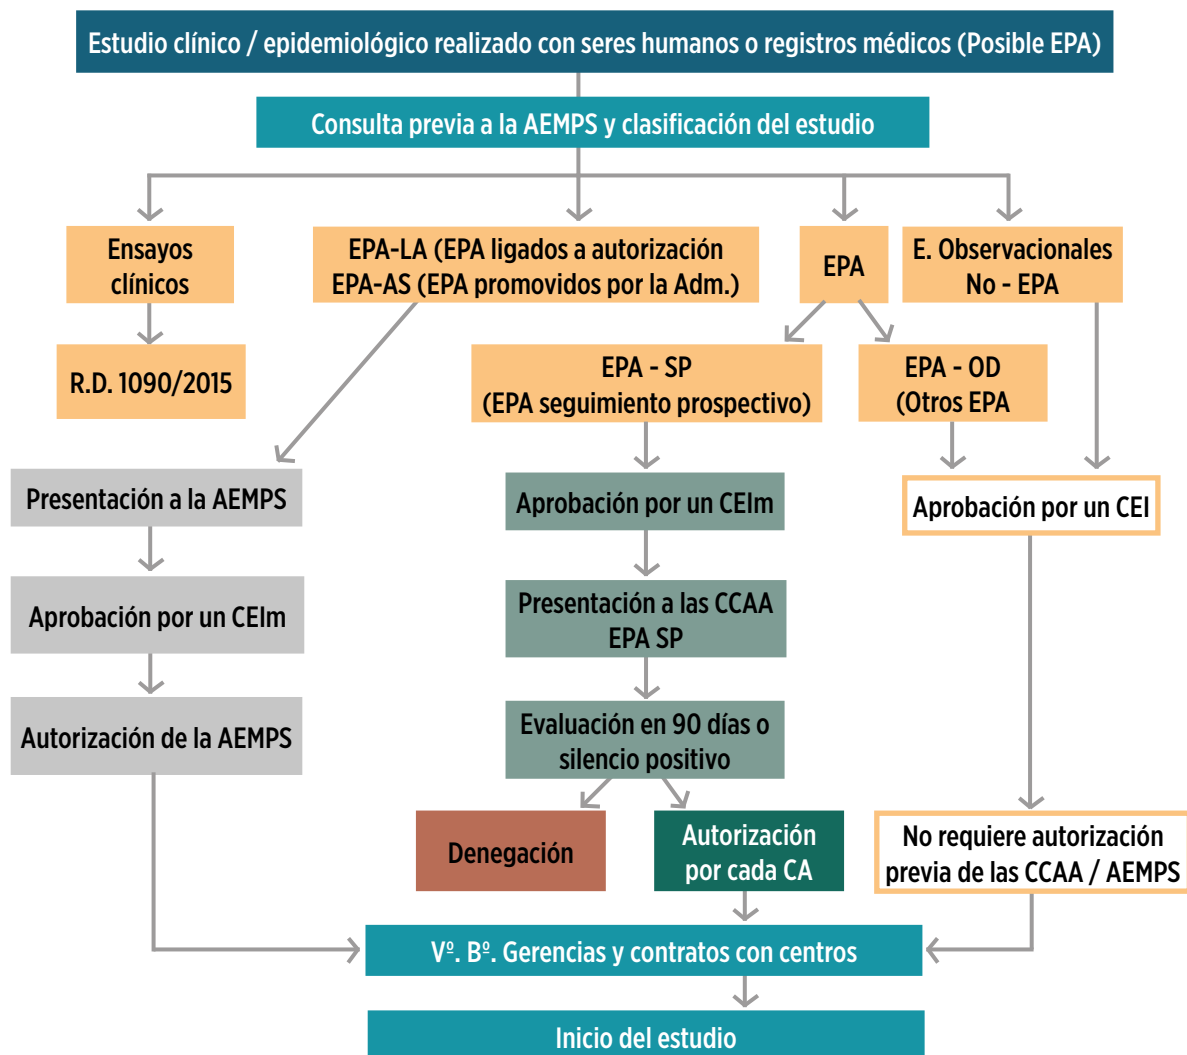 Estudio clínico / epidemiológico realizado con seres humanos o registros médicos (Posible EPA)
Consulta previa a la AEMPS y clasificación del estudio
Ensayos
clínicos
EPA-LA (EPA ligados a autorización
EPA-AS (EPA promovidos por la Adm.)
EPA
E. Observacionales
No - EPA
R.D. 1090/2015
EPA - SP
(EPA seguimiento prospectivo)
EPA - OD
(Otros EPA
Presentación a la AEMPS
Aprobación por un CEIm
Aprobación por un CEI
Aprobación por un CEIm
Presentación a las CCAA
EPA SP
Autorización de la AEMPS
Evaluación en 90 días o
silencio positivo
Denegación
Autorización
por cada CA
No requiere autorización
previa de las CCAA / AEMPS
Vº. Bº. Gerencias y contratos con centros
Inicio del estudio